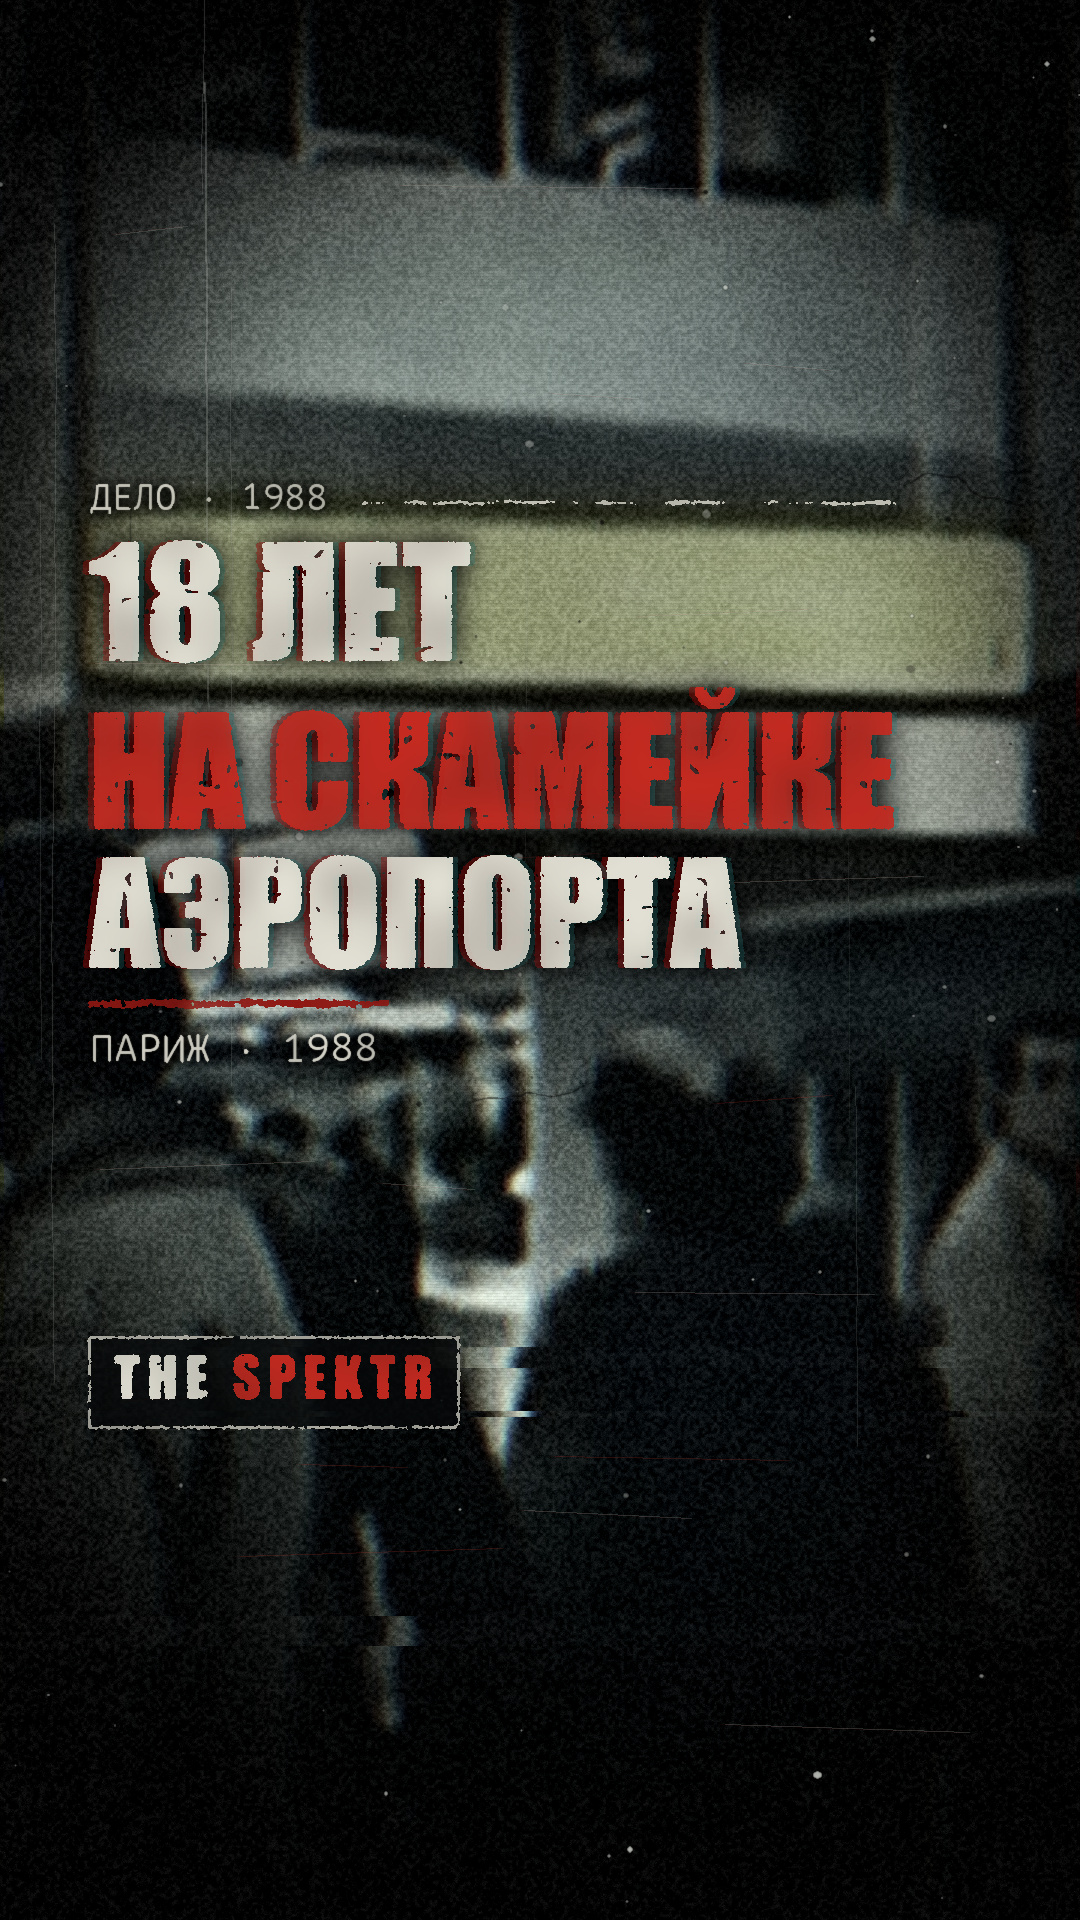 ДЕЛО · 1988
18 ЛЕТ
НА СКАМЕЙКЕ
АЭРОПОРТА
ПАРИЖ · 1988
THE SPEKTR